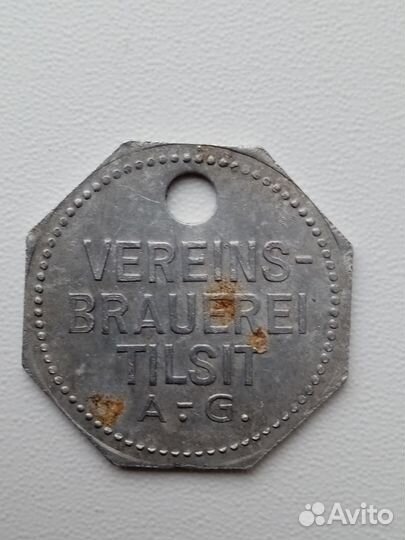 VEREINS-
BRAUEREI
TILSIT
A.-G.
Avito